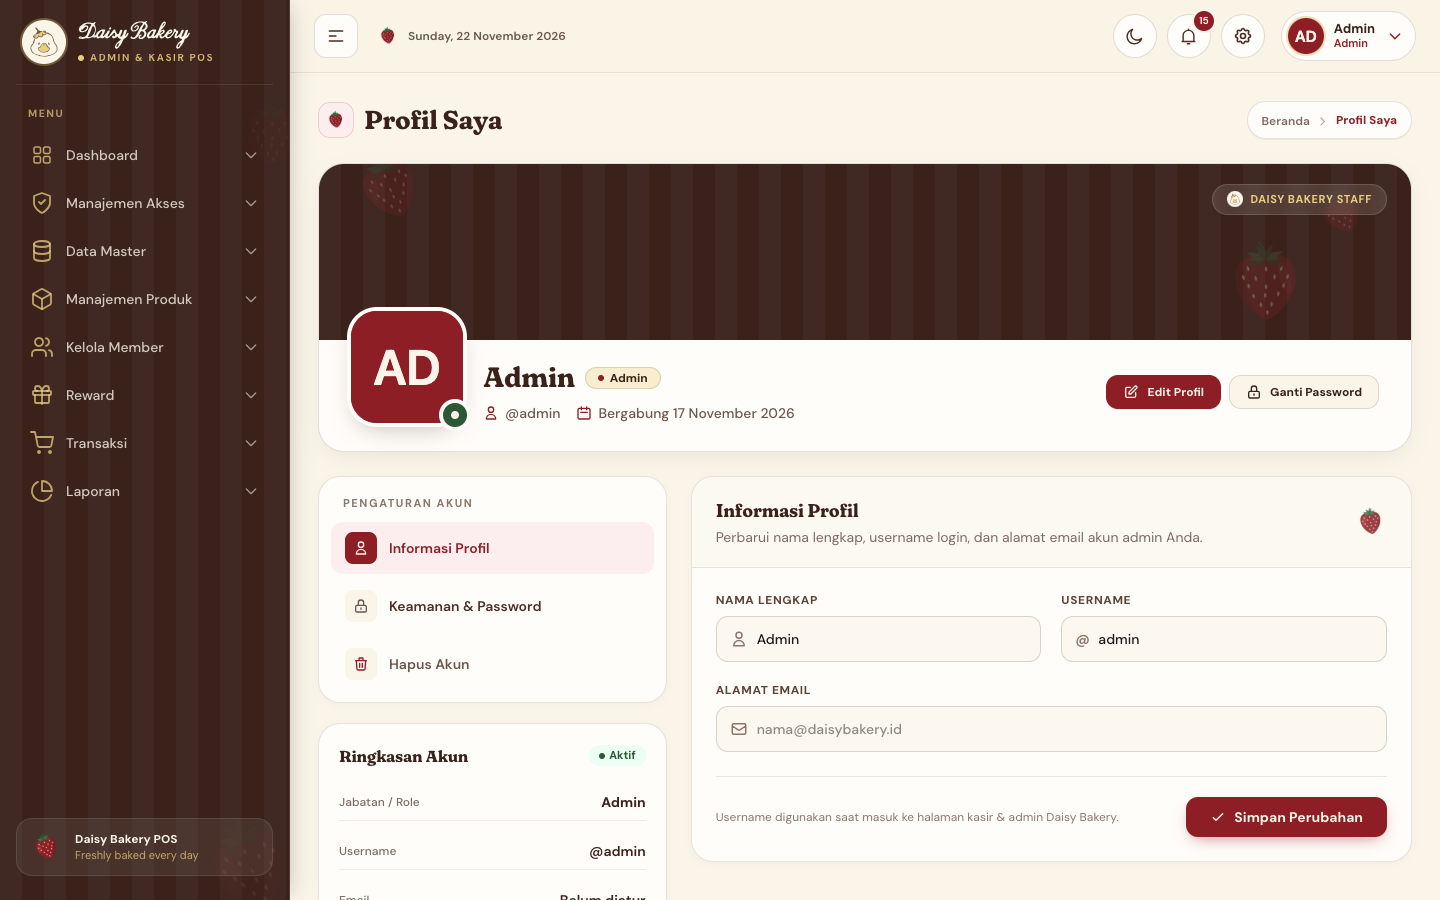 Daisy Bakery
ADMIN & KASIR POS
MENU
Dashboard
Manajemen Akses
Data Master
Manajemen Produk
Kelola Member
Reward
Transaksi
Laporan
Daisy Bakery POS
Freshly baked every day
Sunday, 22 November 2026
15
AD
Admin
Admin
Profil Saya
Beranda
Profil Saya
DAISY BAKERY STAFF
AD
Admin
Admin
@admin
Bergabung 17 November 2026
Edit Profil
Ganti Password
PENGATURAN AKUN
Informasi Profil
Keamanan & Password
Hapus Akun
Ringkasan Akun
Aktif
Jabatan / Role
Admin
Username
@admin
Email
Belum diatur
Informasi Profil
Perbarui nama lengkap, username login, dan alamat email akun admin Anda.
NAMA LENGKAP
Admin
USERNAME
@ admin
ALAMAT EMAIL
nama@daisybakery.id
Username digunakan saat masuk ke halaman kasir & admin Daisy Bakery.
Simpan Perubahan